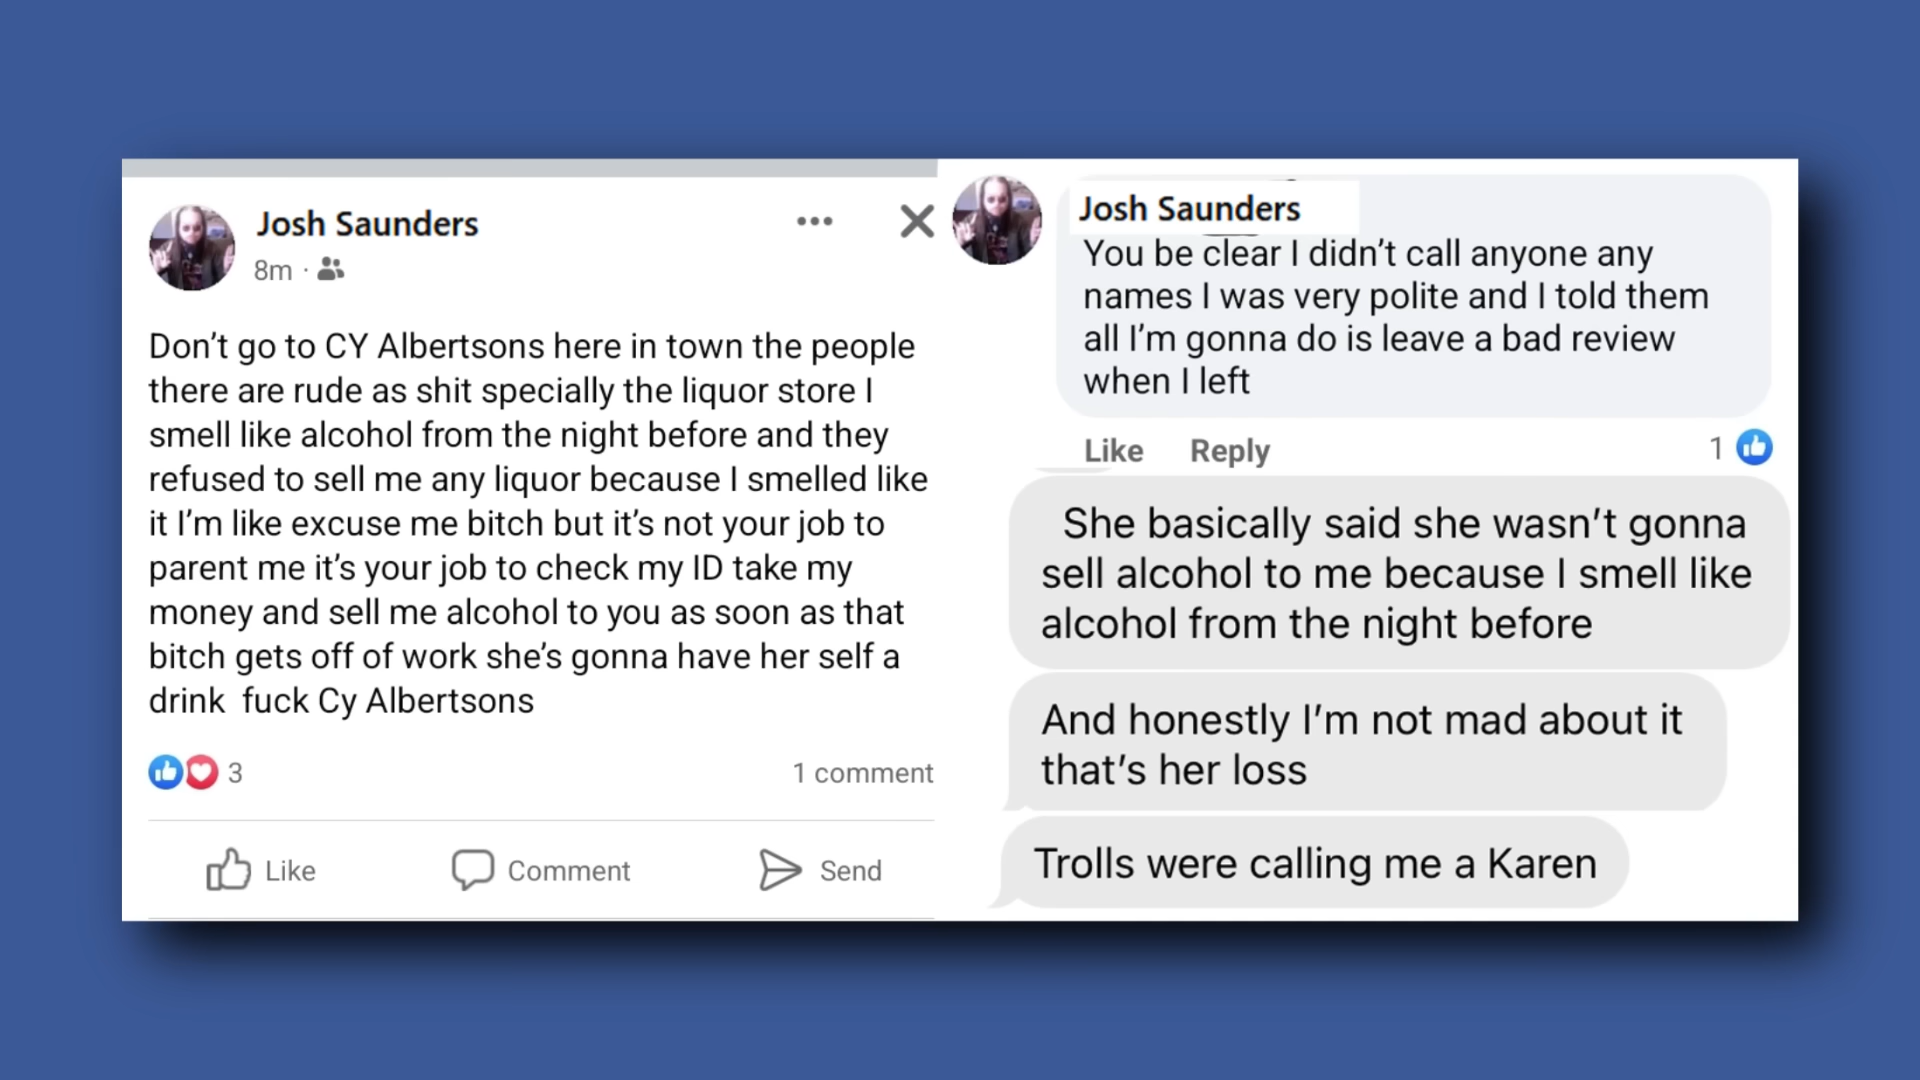 Josh Saunders
8m ·
Don’t go to CY Albertsons here in town the people
there are rude as shit specially the liquor store I
smell like alcohol from the night before and they
refused to sell me any liquor because I smelled like
it I’m like excuse me bitch but it’s not your job to
parent me it’s your job to check my ID take my
money and sell me alcohol to you as soon as that
bitch gets off of work she’s gonna have her self a
drink  fuck Cy Albertsons
3
1 comment
Like
Comment
Send
Josh Saunders
You be clear I didn’t call anyone any
names I was very polite and I told them
all I’m gonna do is leave a bad review
when I left
Like
Reply
1
She basically said she wasn’t gonna
sell alcohol to me because I smell like
alcohol from the night before
And honestly I’m not mad about it
that’s her loss
Trolls were calling me a Karen